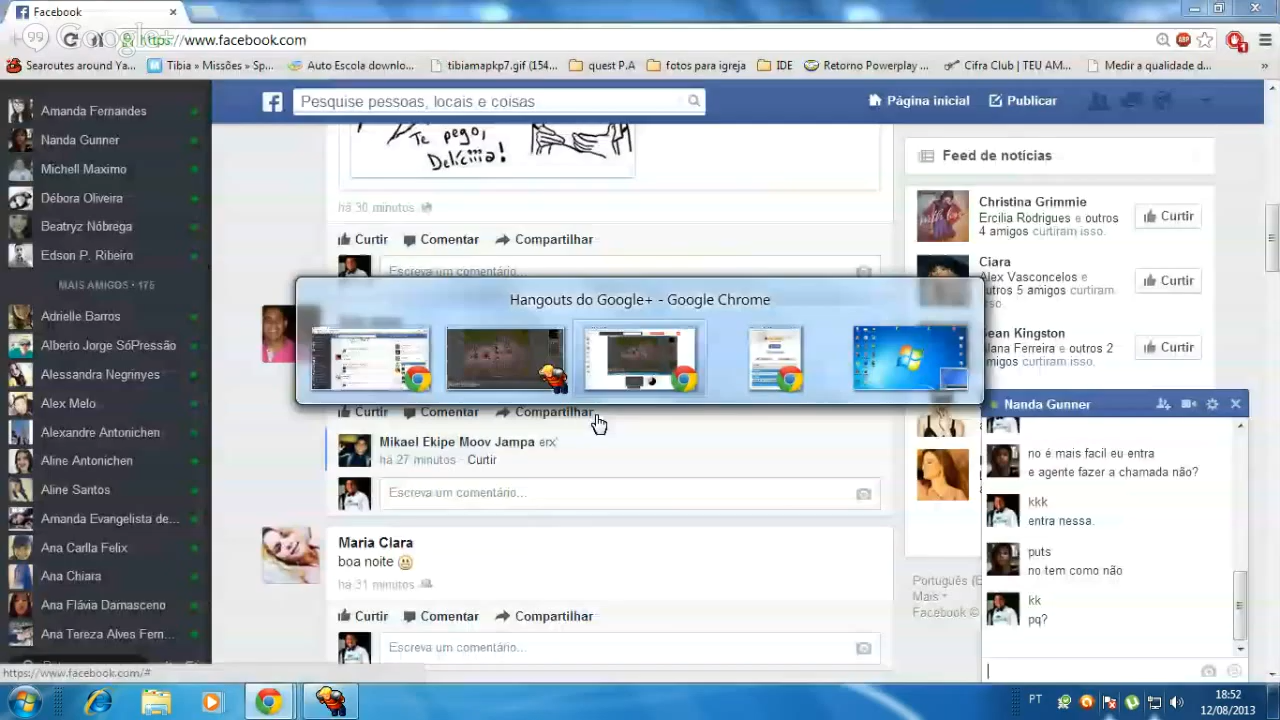 Facebook
Google+
https://www.facebook.com
Searoutes around Ya...
Tibia » Missões » Sp...
Auto Escola downlo...
tibiamapkp7.gif (154...
quest P.A
fotos para igreja
IDE
Retorno Powerplay ...
Cifra Club | TEU AM...
Medir a qualidade d...
»
Pesquise pessoas, locais e coisas
Página inicial
Publicar
Amanda Fernandes
Nanda Gunner
Michell Maximo
Débora Oliveira
Beatryz Nóbrega
Edson P. Ribeiro
MAIS AMIGOS • 175
Adrielle Barros
Alberto Jorge SóPressão
Alessandra Negrinyes
Alex Melo
Alexandre Antonichen
Aline Antonichen
Aline Santos
Amanda Evangelista de...
Ana Carlla Felix
Ana Chiara
Ana Flávia Damasceno
Ana Tereza Alves Fern...
https://www.facebook.com/#
Te pego,
Delíciiia!
há 30 minutos
Curtir Comentar Compartilhar
Escreva um comentário...
Hangouts do Google+ - Google Chrome
Curtir Comentar Compartilhar
Mikael Ekipe Moov Jampa erx'
há 27 minutos · Curtir
Escreva um comentário...
Maria Clara
boa noite
há 31 minutos
Curtir Comentar Compartilhar
Escreva um comentário...
Feed de notícias
Christina Grimmie
Ercilia Rodrigues e outros
4 amigos curtiram isso.
Curtir
Ciara
Alex Vasconcelos e
outros 5 amigos curtiram
isso.
Curtir
Sean Kingston
Juana Ferreira e outros 2
amigos curtiram isso.
Curtir
Mais
Facebook ©
Nanda Gunner
no é mais facil eu entra
e agente fazer a chamada não?
kkk
entra nessa.
puts
no tem como não
kk
pq?
PT
18:52
12/08/2013